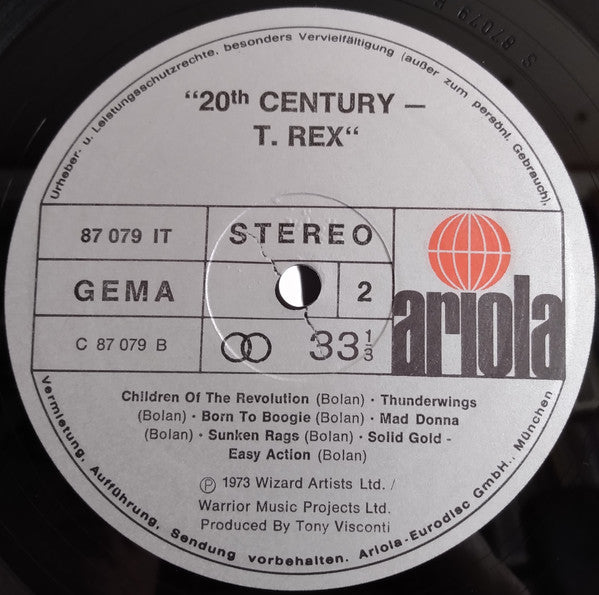 S 87079 B
Urheber- u. Leistungsschutzrechte, besonders Vervielfältigung (außer zum persönl. Gebrauch),
“20th CENTURY –
T. REX“
87 079 IT
STEREO
GEMA
2
ariola
C 87 079 B
33 1/3
Children Of The Revolution (Bolan) · Thunderwings
(Bolan) · Born To Boogie (Bolan) · Mad Donna
(Bolan) · Sunken Rags (Bolan) · Solid Gold -
Easy Action (Bolan)
Ⓟ 1973 Wizard Artists Ltd. /
Warrior Music Projects Ltd.
Produced By Tony Visconti
Vermietung, Aufführung, Sendung vorbehalten. Ariola-Eurodisc GmbH., München